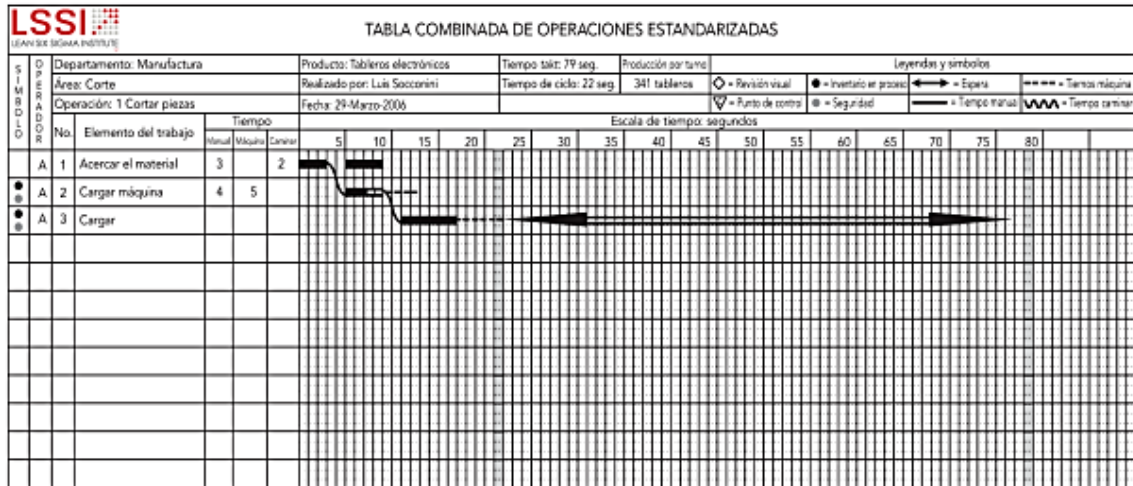 LSSI
LEAN SIX SIGMA INSTITUTE
TABLA COMBINADA DE OPERACIONES ESTANDARIZADAS
SIMBOLO
OPERADOR
Departamento: Manufactura
Producto: Tableros electrónicos
Tiempo takt: 79 seg.
Producción por turno
Leyendas y símbolos
Área: Corte
Realizado por: Luis Socconini
Tiempo de ciclo: 22 seg.
341 tableros
= Revisión visual
= Inventario en proceso
= Espera
= Tiempo máquina
Operación: 1 Cortar piezas
Fecha: 29-Marzo-2006
= Punto de control
= Seguridad
= Tiempo manual
= Tiempo caminar
No. Elemento del trabajo
Tiempo
Manual Máquina Caminar
Escala de tiempo: segundos
5 10 15 20 25 30 35 40 45 50 55 60 65 70 75 80
A 1 Acercar el material 3 2
A 2 Cargar máquina 4 5
A 3 Cargar